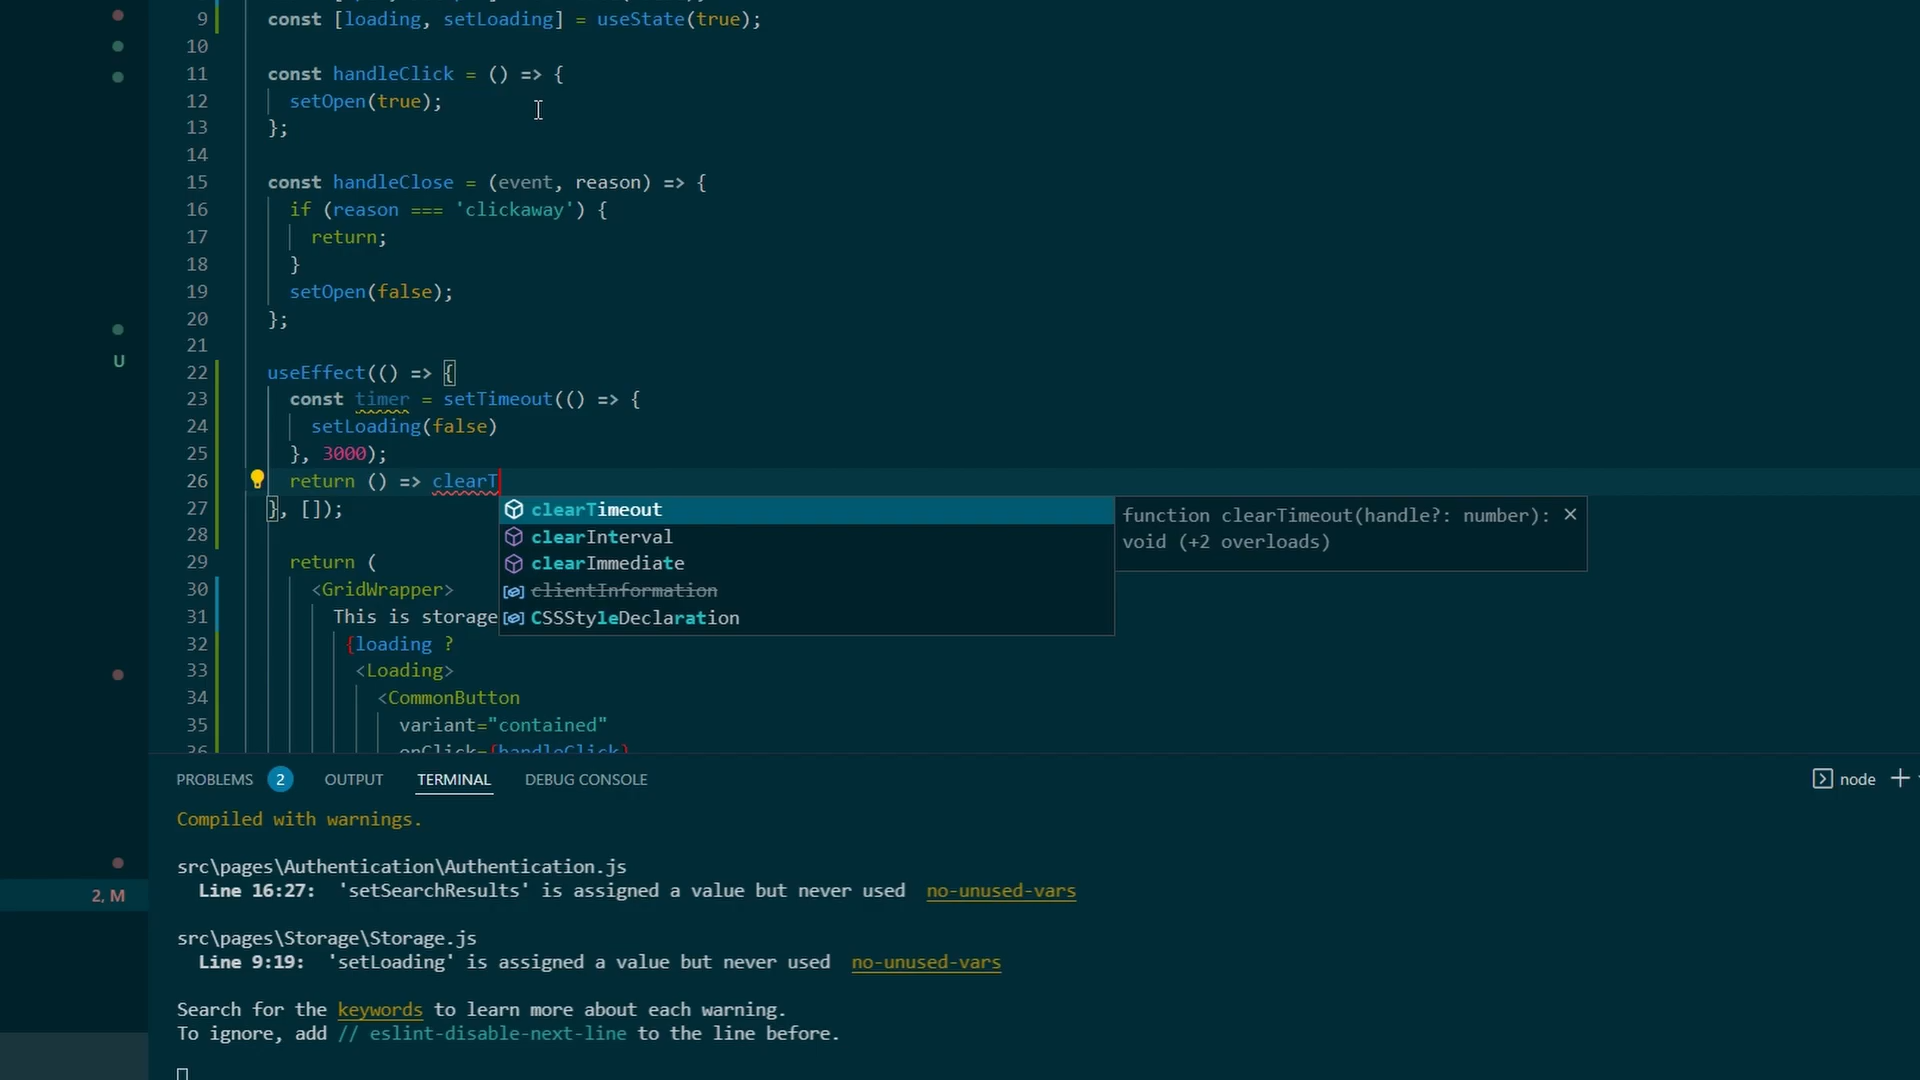 9 const [loading, setLoading] = useState(true);
10
11 const handleClick = () => {
12 setOpen(true);
13 };
14
15 const handleClose = (event, reason) => {
16 if (reason === 'clickaway') {
17 return;
18 }
19 setOpen(false);
20 };
21
U
22 useEffect(() => {
23 const timer = setTimeout(() => {
24 setLoading(false)
25 }, 3000);
26 return () => clearT
27 }, []);
clearTimeout
function clearTimeout(handle?: number):
void (+2 overloads)
clearInterval
clearImmediate
clientInformation
CSSStyleDeclaration
28
29 return (
30 <GridWrapper>
31 This is storage
32 {loading ?
33 <Loading>
34 <CommonButton
35 variant="contained"
36 onClick={handleClick}
PROBLEMS 2 OUTPUT TERMINAL DEBUG CONSOLE node
Compiled with warnings.
src\pages\Authentication\Authentication.js
Line 16:27: 'setSearchResults' is assigned a value but never used no-unused-vars
2, M
src\pages\Storage\Storage.js
Line 9:19: 'setLoading' is assigned a value but never used no-unused-vars
Search for the keywords to learn more about each warning.
To ignore, add // eslint-disable-next-line to the line before.